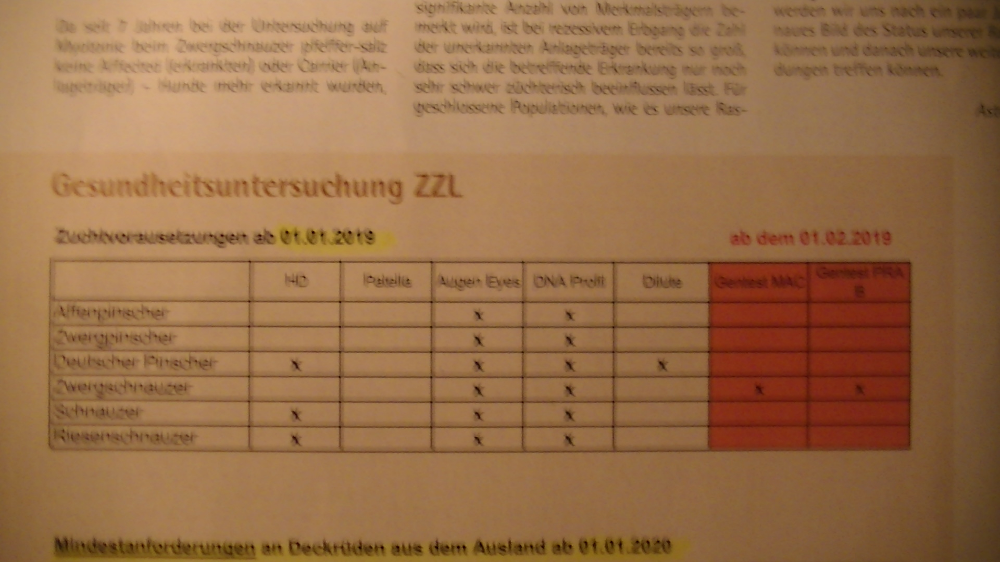 Da seit 7 Jahren bei der Untersuchung auf
Myotonie beim Zwergschnauzer pfeffer-salz
keine Affected (erkrankten) oder Carrier (An-
lageträger) - Hunde mehr erkannt wurden,
signifikante Anzahl von Merkmalsträgern be-
merkt wird, ist bei rezessivem Erbgang die Zahl
der unerkannten Anlageträger bereits so groß,
dass sich die betreffende Erkrankung nur noch
sehr schwer züchterisch beeinflussen lässt. Für
geschlossene Populationen, wie es unsere Ras-
werden wir uns nach ein paar
naues Bild des Status unserer
können und danach unsere
dungen treffen können.
Gesundheitsuntersuchung ZZL
Zuchtvorausetzungen ab 01.01.2019
ab dem 01.02.2019
HD Patella Augen Eyes DNA Profil Dilute Gentest MAC Gentest PRA
B
Affenpinscher x x
Zwergpinscher x x
Deutscher Pinscher x x x x
Zwergschnauzer x x x x
Schnauzer x x x
Riesenschnauzer x x x
Mindestanforderungen an Deckrüden aus dem Ausland ab 01.01.2020